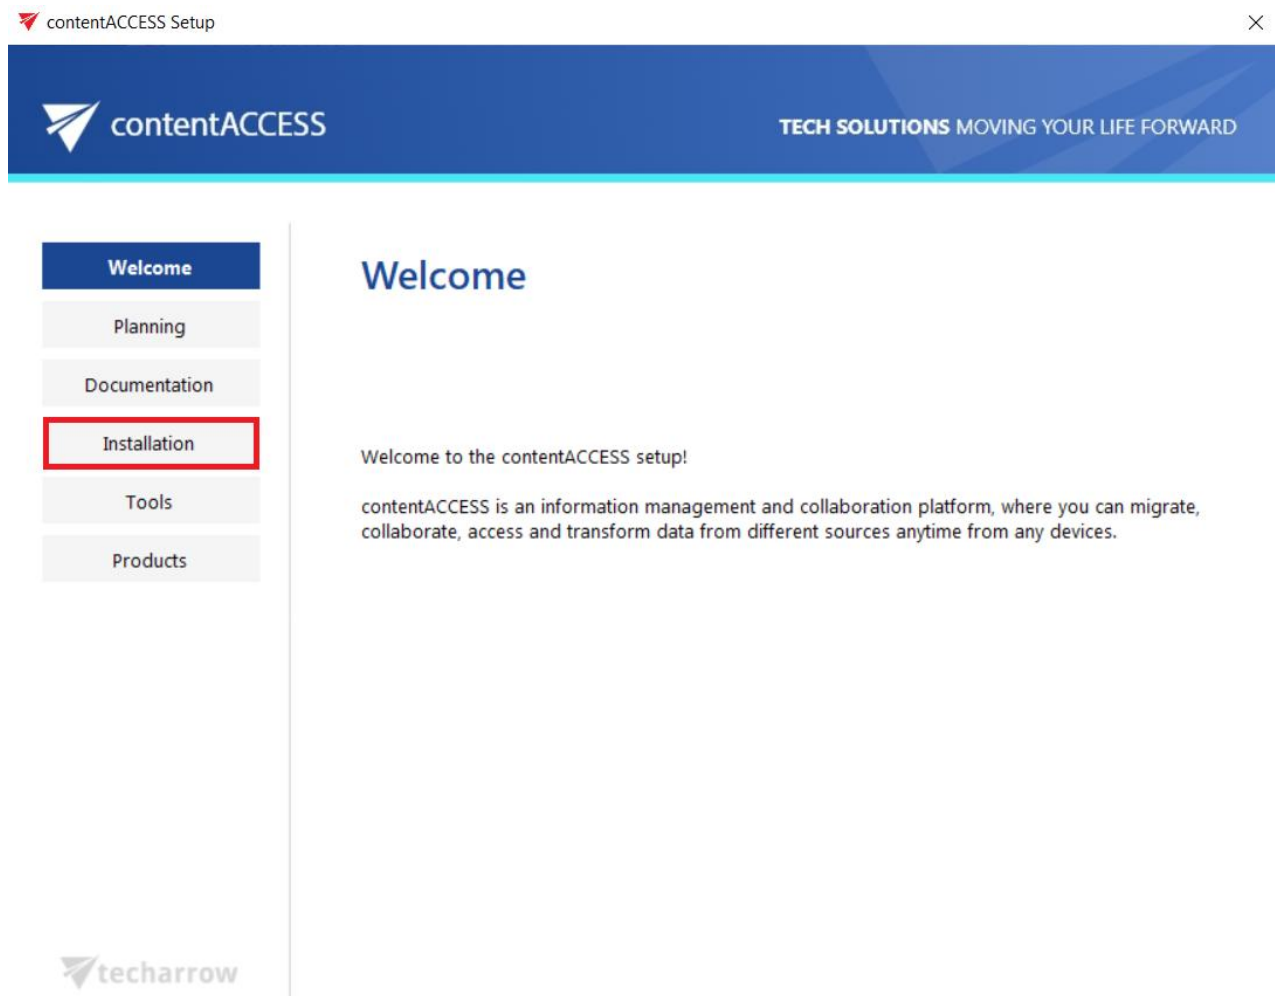 contentACCESS Setup
contentACCESS
TECH SOLUTIONS MOVING YOUR LIFE FORWARD
Welcome
Planning
Documentation
Installation
Tools
Products
Welcome
Welcome to the contentACCESS setup!
contentACCESS is an information management and collaboration platform, where you can migrate,
collaborate, access and transform data from different sources anytime from any devices.
techarrow